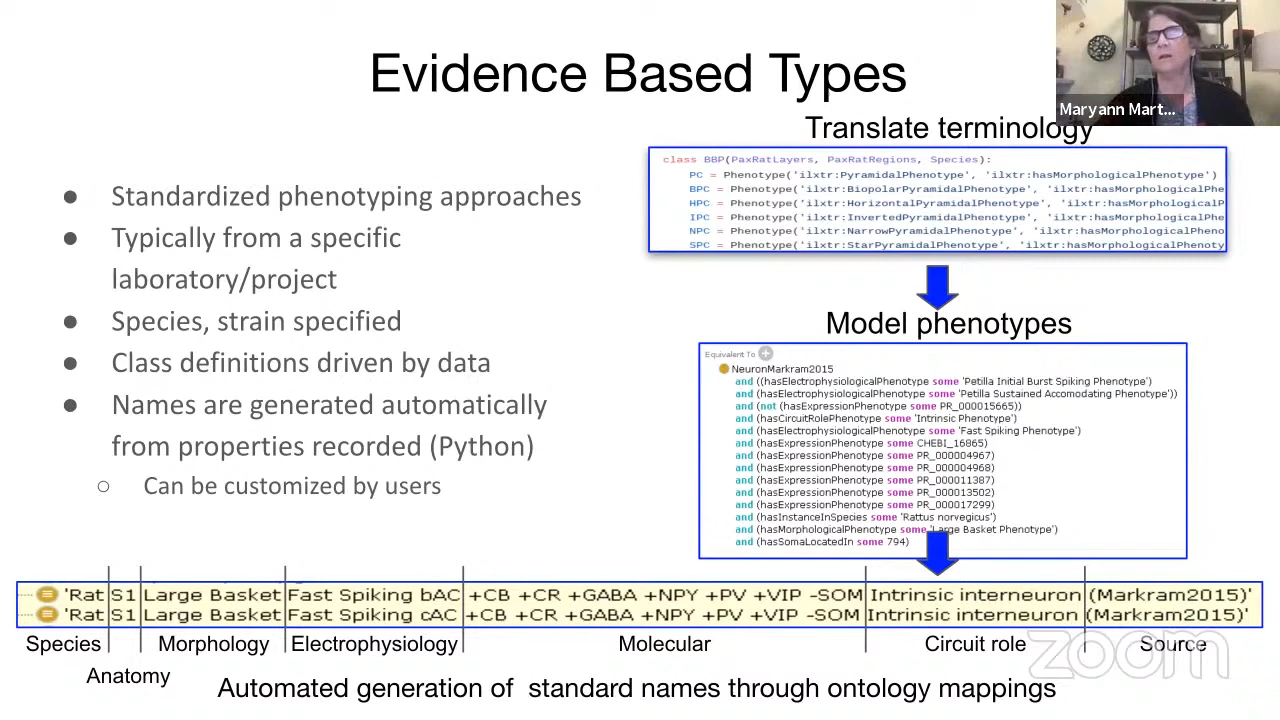 Evidence Based Types
Maryann Mart...
● Standardized phenotyping approaches
● Typically from a specific
laboratory/project
● Species, strain specified
● Class definitions driven by data
● Names are generated automatically
from properties recorded (Python)
○ Can be customized by users
Translate terminology
class BBP(PaxRatLayers, PaxRatRegions, Species):
PC = Phenotype('ilxtr:PyramidalPhenotype', 'ilxtr:hasMorphologicalPhenotype')
BPC = Phenotype('ilxtr:BiopolarPyramidalPhenotype', 'ilxtr:hasMorphologicalPhe
HPC = Phenotype('ilxtr:HorizontalPyramidalPhenotype', 'ilxtr:hasMorphologicalP
IPC = Phenotype('ilxtr:InvertedPyramidalPhenotype', 'ilxtr:hasMorphologicalPhe
NPC = Phenotype('ilxtr:NarrowPyramidalPhenotype', 'ilxtr:hasMorphologicalPheno
SPC = Phenotype('ilxtr:StarPyramidalPhenotype', 'ilxtr:hasMorphologicalPhenoty
Model phenotypes
Equivalent To
NeuronMarkram2015
and ((hasElectrophysiologicalPhenotype some 'Petilla Initial Burst Spiking Phenotype')
and (hasElectrophysiologicalPhenotype some 'Petilla Sustained Accomodating Phenotype'))
and (not (hasExpressionPhenotype some PR_000015665))
and (hasCircuitRolePhenotype some 'Intrinsic Phenotype')
and (hasElectrophysiologicalPhenotype some 'Fast Spiking Phenotype')
and (hasExpressionPhenotype some CHEBI_16865)
and (hasExpressionPhenotype some PR_000004967)
and (hasExpressionPhenotype some PR_000004968)
and (hasExpressionPhenotype some PR_000011387)
and (hasExpressionPhenotype some PR_000013502)
and (hasExpressionPhenotype some PR_000017299)
and (hasInstanceInSpecies some 'Rattus norvegicus')
and (hasMorphologicalPhenotype some 'Large Basket Phenotype')
and (hasSomaLocatedIn some 794)
'Rat S1 Large Basket Fast Spiking bAC +CB +CR +GABA +NPY +PV +VIP -SOM Intrinsic interneuron (Markram2015)'
'Rat S1 Large Basket Fast Spiking cAC +CB +CR +GABA +NPY +PV +VIP -SOM Intrinsic interneuron (Markram2015)'
Species Morphology Electrophysiology Molecular Circuit role Source
Anatomy
Automated generation of standard names through ontology mappings
zoom